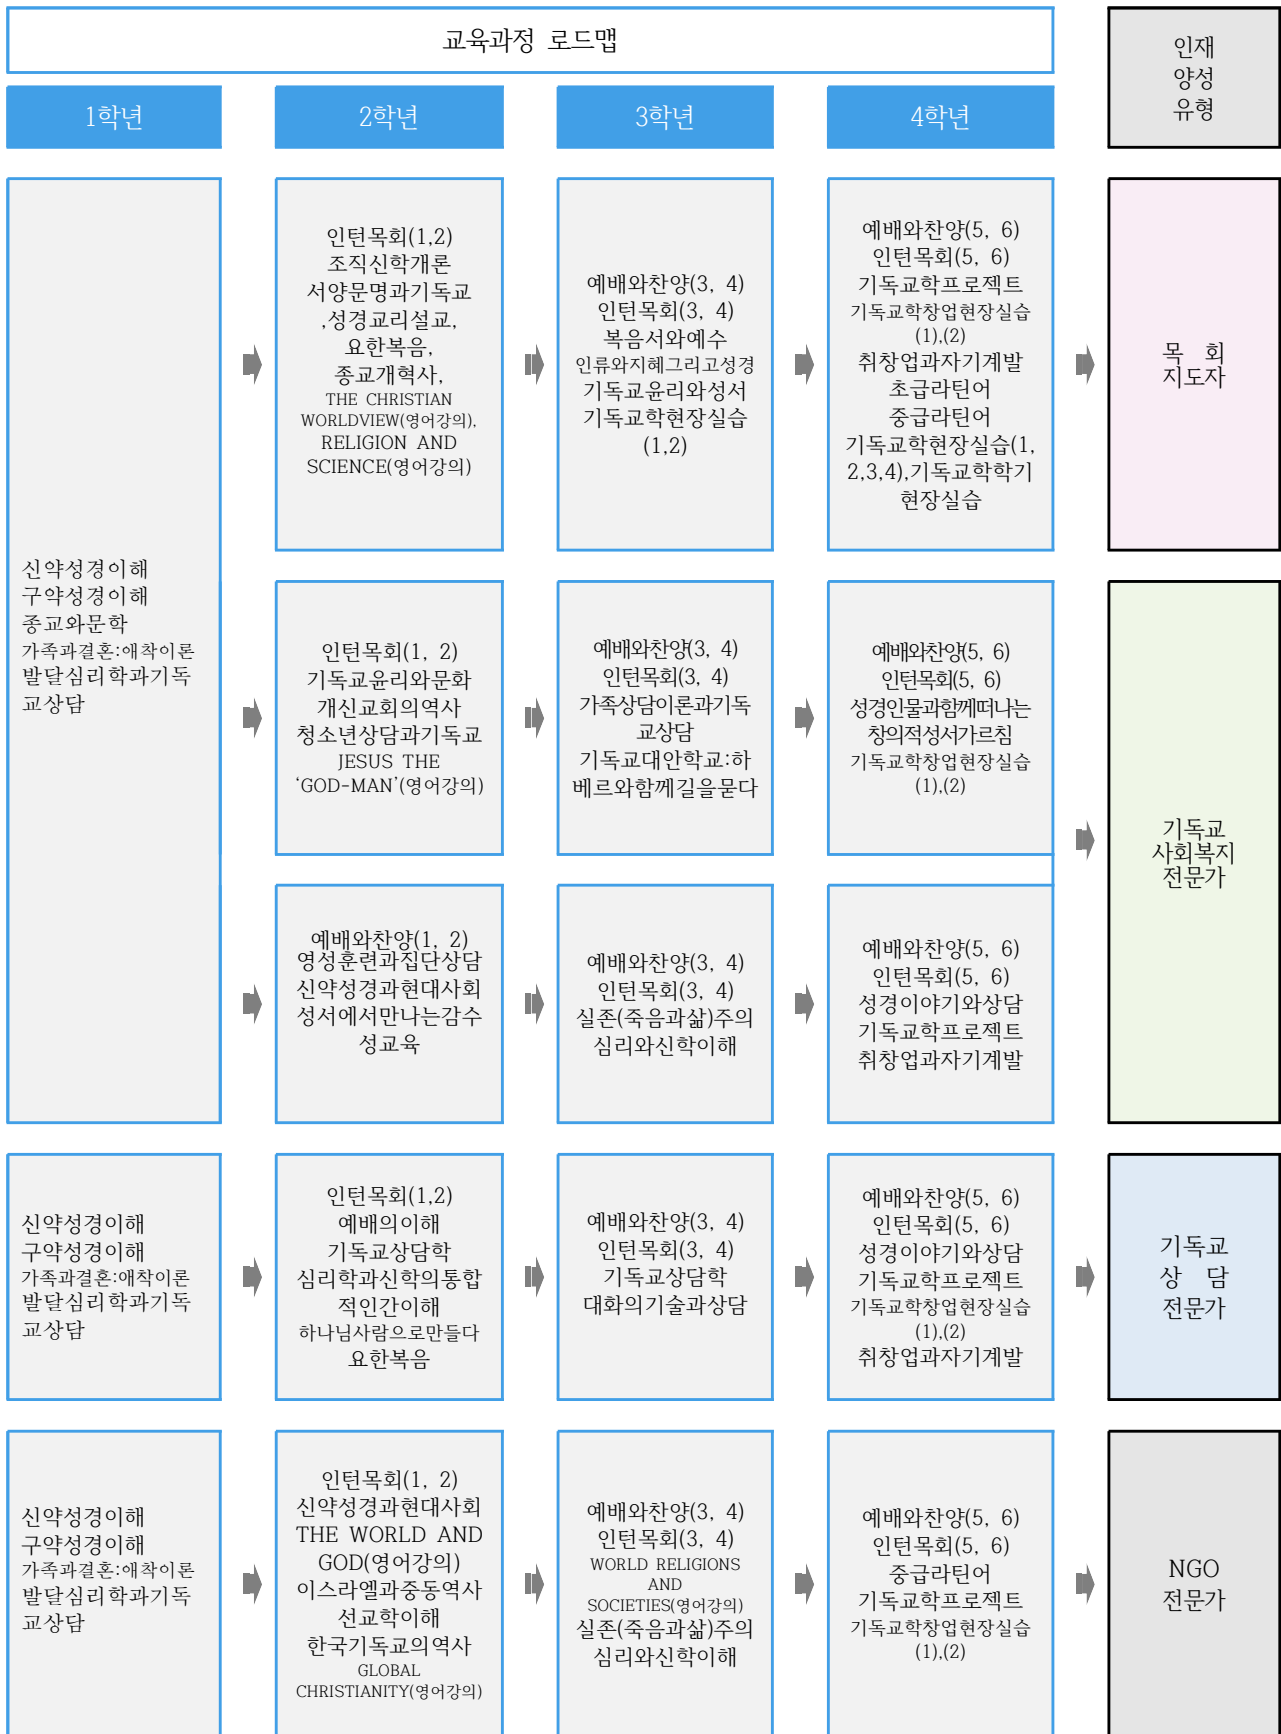 교육과정 로드맵
인재
양성
유형
1학년
2학년
3학년
4학년
신약성경이해
구약성경이해
종교와문학
가족과결혼:애착이론
발달심리학과기독
교상담
인턴목회(1,2)
조직신학개론
서양문명과기독교
,성경교리설교,
요한복음,
종교개혁사,
THE CHRISTIAN
WORLDVIEW(영어강의),
RELIGION AND
SCIENCE(영어강의)
예배와찬양(3, 4)
인턴목회(3, 4)
복음서와예수
인류와지혜그리고성경
기독교윤리와성서
기독교학현장실습
(1,2)
예배와찬양(5, 6)
인턴목회(5, 6)
기독교학프로젝트
기독교학창업현장실습
(1),(2)
취창업과자기계발
초급라틴어
중급라틴어
기독교학현장실습(1,
2,3,4),기독교학학기
현장실습
목 회
지도자
인턴목회(1, 2)
기독교윤리와문화
개신교회의역사
청소년상담과기독교
JESUS THE
‘GOD-MAN’(영어강의)
예배와찬양(3, 4)
인턴목회(3, 4)
가족상담이론과기독
교상담
기독교대안학교:하
베르와함께길을묻다
예배와찬양(5, 6)
인턴목회(5, 6)
성경인물과함께떠나는
창의적성서가르침
기독교학창업현장실습
(1),(2)
기독교
사회복지
전문가
예배와찬양(1, 2)
영성훈련과집단상담
신약성경과현대사회
성서에서만나는감수
성교육
예배와찬양(3, 4)
인턴목회(3, 4)
실존(죽음과삶)주의
심리와신학이해
예배와찬양(5, 6)
인턴목회(5, 6)
성경이야기와상담
기독교학프로젝트
취창업과자기계발
신약성경이해
구약성경이해
가족과결혼:애착이론
발달심리학과기독
교상담
인턴목회(1,2)
예배의이해
기독교상담학
심리학과신학의통합
적인간이해
하나님사람으로만들다
요한복음
예배와찬양(3, 4)
인턴목회(3, 4)
기독교상담학
대화의기술과상담
예배와찬양(5, 6)
인턴목회(5, 6)
성경이야기와상담
기독교학프로젝트
기독교학창업현장실습
(1),(2)
취창업과자기계발
기독교
상 담
전문가
신약성경이해
구약성경이해
가족과결혼:애착이론
발달심리학과기독
교상담
인턴목회(1, 2)
신약성경과현대사회
THE WORLD AND
GOD(영어강의)
이스라엘과중동역사
선교학이해
한국기독교의역사
GLOBAL
CHRISTIANITY(영어강의)
예배와찬양(3, 4)
인턴목회(3, 4)
WORLD RELIGIONS
AND
SOCIETIES(영어강의)
실존(죽음과삶)주의
심리와신학이해
예배와찬양(5, 6)
인턴목회(5, 6)
중급라틴어
기독교학프로젝트
기독교학창업현장실습
(1),(2)
NGO
전문가